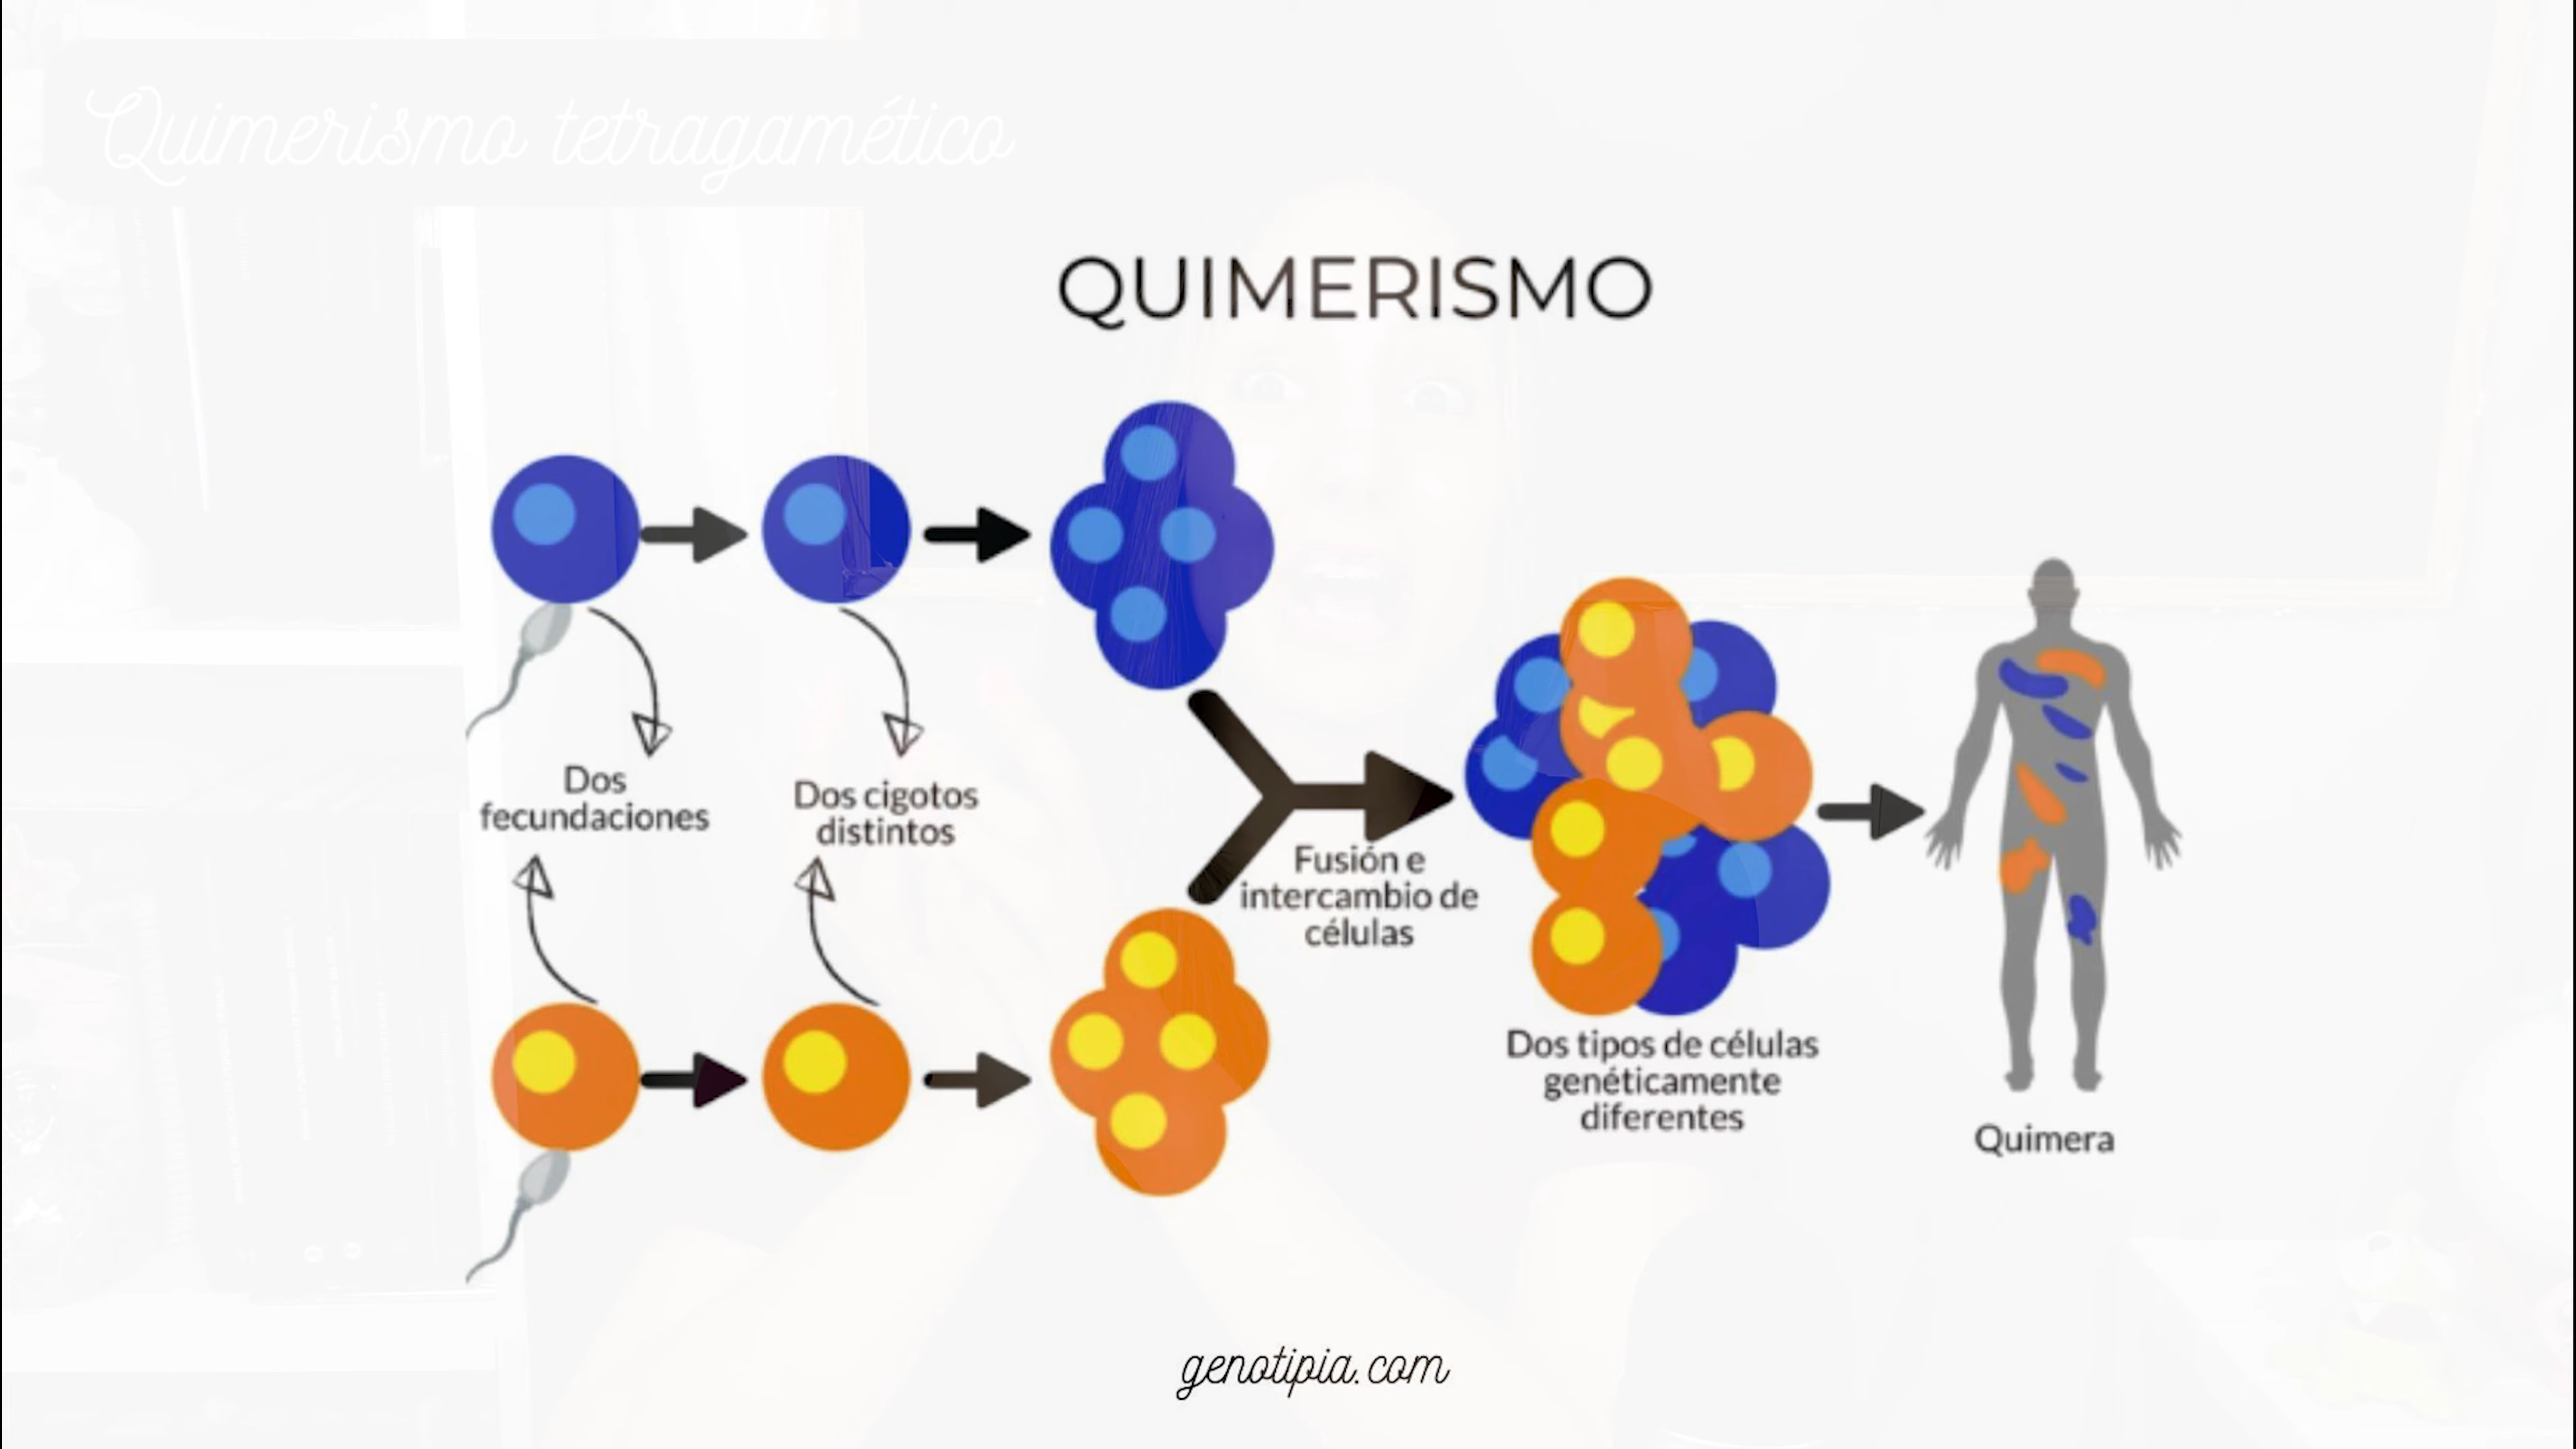 Quimerismo tetragamético
QUIMERISMO
Dos
fecundaciones
Dos cigotos
distintos
Fusión e
intercambio de
células
Dos tipos de células
genéticamente
diferentes
Quimera
genotipia.com